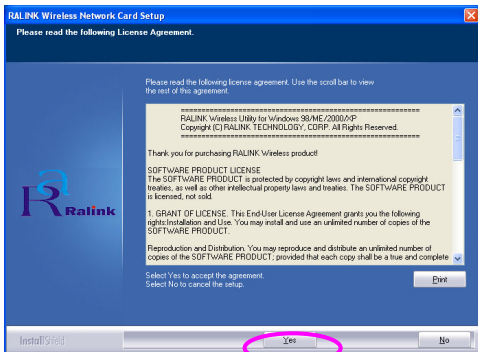 RALINK Wireless Network Card Setup
Please read the following License Agreement.
Please read the following license agreement. Use the scroll bar to view
the rest of this agreement.
============================================================
RALINK Wireless Utility for Windows 98/ME/2000/XP
Copyright (C) RALINK TECHNOLOGY, CORP. All Rights Reserved.
============================================================
Thank you for purchasing RALINK Wireless product!
SOFTWARE PRODUCT LICENSE
The SOFTWARE PRODUCT is protected by copyright laws and international copyright
treaties, as well as other intellectual property laws and treaties. The SOFTWARE PRODUCT
is licensed, not sold.
1. GRANT OF LICENSE. This End-User License Agreement grants you the following
rights:Installation and Use. You may install and use an unlimited number of copies of the
SOFTWARE PRODUCT.
Reproduction and Distribution. You may reproduce and distribute an unlimited number of
copies of the SOFTWARE PRODUCT; provided that each copy shall be a true and complete
Ralink
Select Yes to accept the agreement.
Select No to cancel the setup.
Print
InstallShield
Yes
No